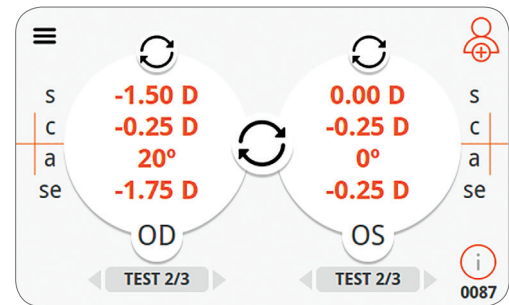 s -1.50 D 0.00 D s
c -0.25 D -0.25 D c
a 20º 0º a
se -1.75 D -0.25 D se
OD OS
TEST 2/3 TEST 2/3
i
0087